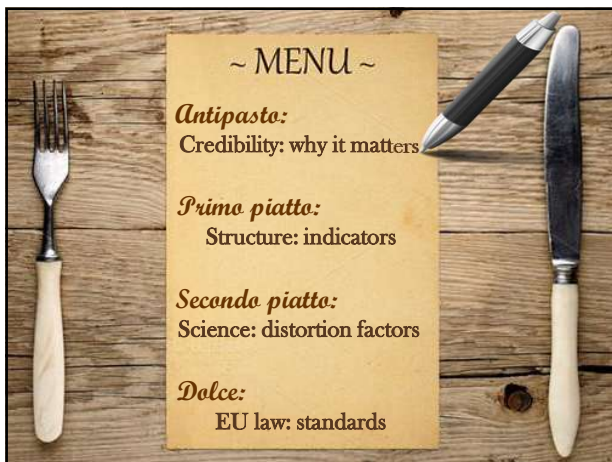 ~ MENU ~
Antipasto:
Credibility: why it matters
Primo piatto:
Structure: indicators
Secondo piatto:
Science: distortion factors
Dolce:
EU law: standards